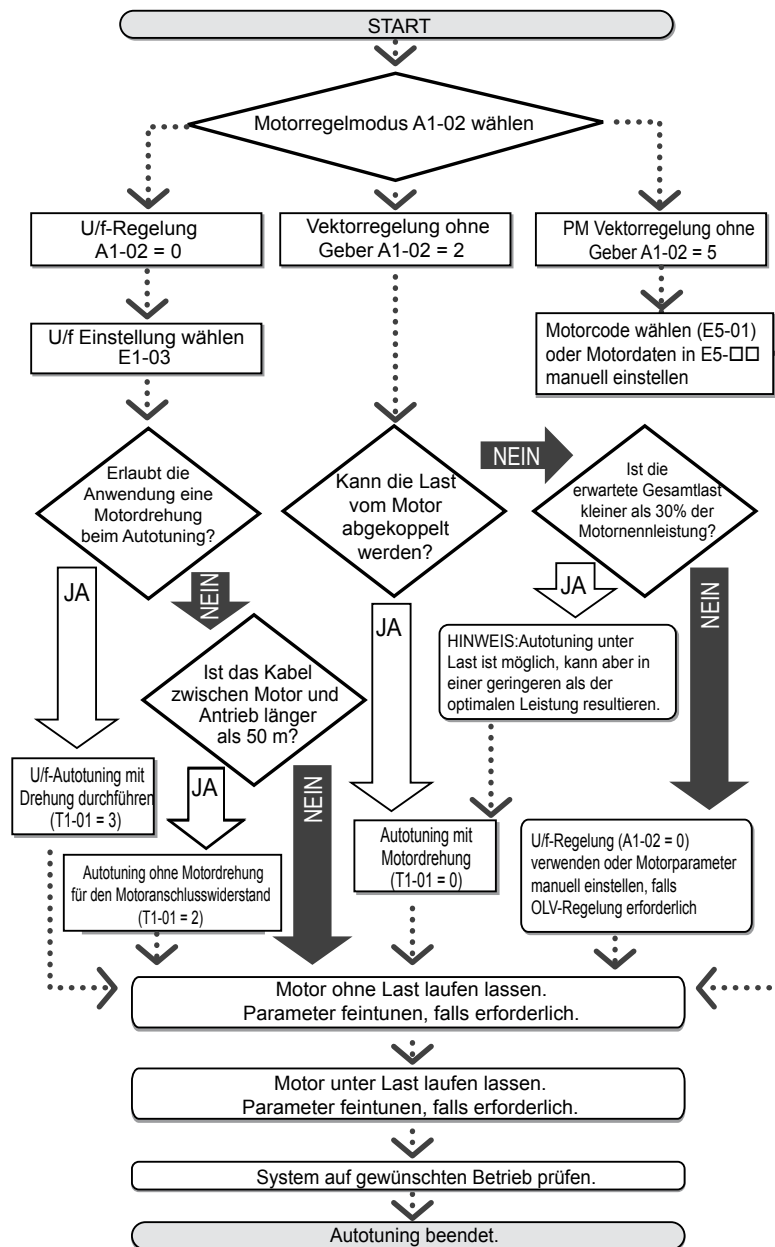 START
Motorregelmodus A1-02 wählen
U/f-Regelung
A1-02 = 0
Vektorregelung ohne
Geber A1-02 = 2
PM Vektorregelung ohne
Geber A1-02 = 5
U/f Einstellung wählen
E1-03
Motorcode wählen (E5-01)
oder Motordaten in E5-□□
manuell einstellen
Erlaubt die
Anwendung eine
Motordrehung
beim Autotuning?
Kann die Last
vom Motor
abgekoppelt
werden?
NEIN
Ist die
erwartete Gesamtlast
kleiner als 30% der
Motornennleistung?
JA
NEIN
JA
JA
NEIN
Ist das Kabel
zwischen Motor und
Antrieb länger
als 50 m?
HINWEIS:Autotuning unter
Last ist möglich, kann aber in
einer geringeren als der
optimalen Leistung resultieren.
U/f-Autotuning mit
Drehung durchführen
(T1-01 = 3)
JA
NEIN
Autotuning ohne Motordrehung
für den Motoranschlusswiderstand
(T1-01 = 2)
Autotuning mit
Motordrehung
(T1-01 = 0)
U/f-Regelung (A1-02 = 0)
verwenden oder Motorparameter
manuell einstellen, falls
OLV-Regelung erforderlich
Motor ohne Last laufen lassen.
Parameter feintunen, falls erforderlich.
Motor unter Last laufen lassen.
Parameter feintunen, falls erforderlich.
System auf gewünschten Betrieb prüfen.
Autotuning beendet.